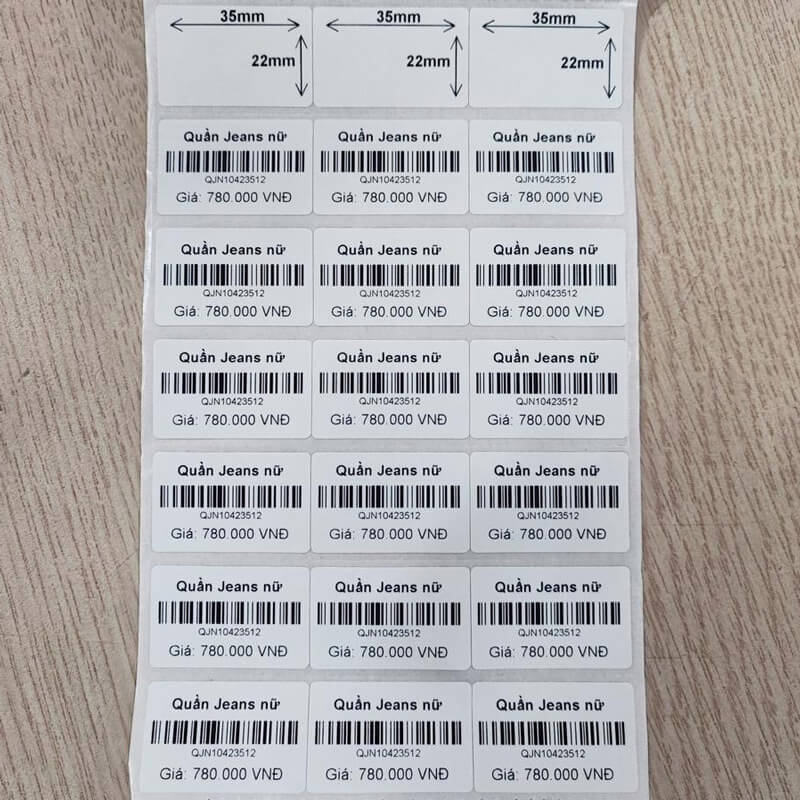 35mm 35mm 35mm
22mm 22mm 22mm
Quần Jeans nữ Quần Jeans nữ Quần Jeans nữ
QJN10423512 QJN10423512 QJN10423512
Giá: 780.000 VNĐ Giá: 780.000 VNĐ Giá: 780.000 VNĐ
Quần Jeans nữ Quần Jeans nữ Quần Jeans nữ
QJN10423512 QJN10423512 QJN10423512
Giá: 780.000 VNĐ Giá: 780.000 VNĐ Giá: 780.000 VNĐ
Quần Jeans nữ Quần Jeans nữ Quần Jeans nữ
QJN10423512 QJN10423512 QJN10423512
Giá: 780.000 VNĐ Giá: 780.000 VNĐ Giá: 780.000 VNĐ
Quần Jeans nữ Quần Jeans nữ Quần Jeans nữ
QJN10423512 QJN10423512 QJN10423512
Giá: 780.000 VNĐ Giá: 780.000 VNĐ Giá: 780.000 VNĐ
Quần Jeans nữ Quần Jeans nữ Quần Jeans nữ
QJN10423512 QJN10423512 QJN10423512
Giá: 780.000 VNĐ Giá: 780.000 VNĐ Giá: 780.000 VNĐ
Quần Jeans nữ Quần Jeans nữ Quần Jeans nữ
QJN10423512 QJN10423512 QJN10423512
Giá: 780.000 VNĐ Giá: 780.000 VNĐ Giá: 780.000 VNĐ